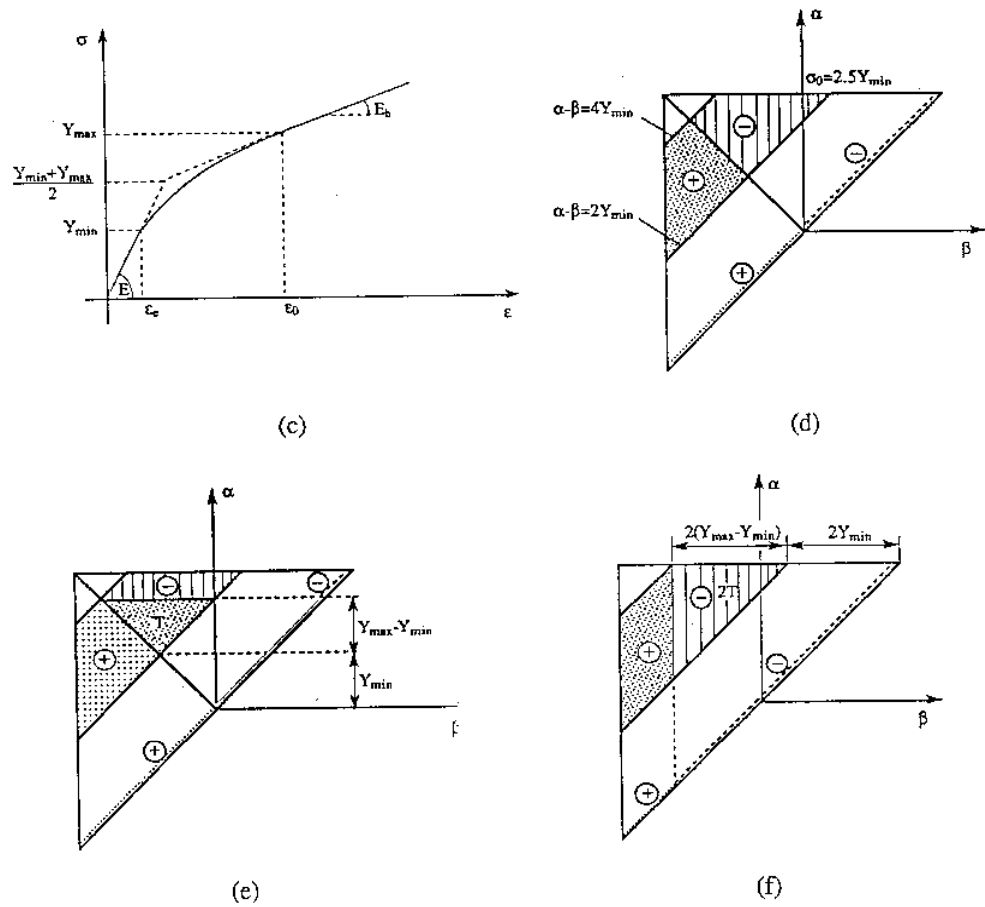 σ
Y_max
Y_min+Y_max
2
Y_min
E
E_b
ε_e
ε_0
ε
(c)
α
σ_0=2.5Y_min
α-β=4Y_min
-
-
+
α-β=2Y_min
β
+
(d)
α
-
-
T
+
Y_max-Y_min
Y_min
+
(e)
α
2(Y_max-Y_min)
2Y_min
-
2T
+
-
β
+
(f)